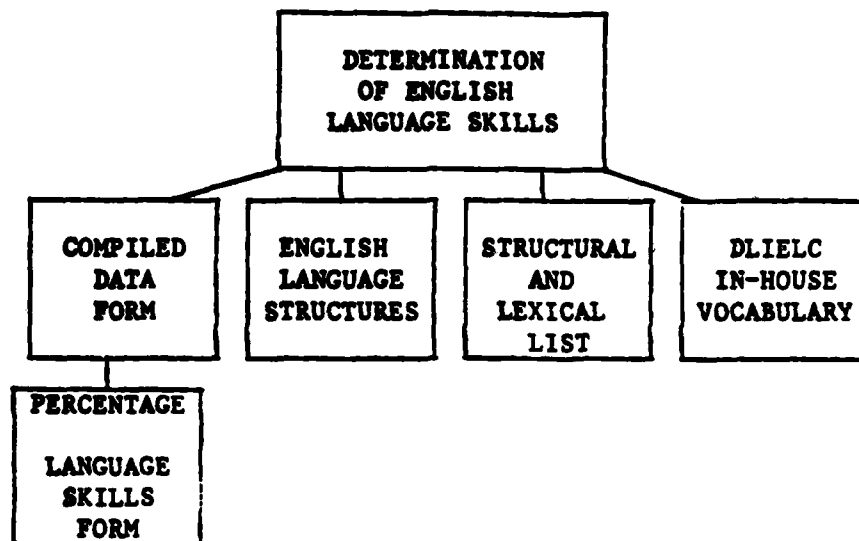 DETERMINATION
OF ENGLISH
LANGUAGE SKILLS
COMPILED
DATA
FORM
ENGLISH
LANGUAGE
STRUCTURES
STRUCTURAL
AND
LEXICAL
LIST
DLIELC
IN-HOUSE
VOCABULARY
PERCENTAGE
LANGUAGE
SKILLS
FORM